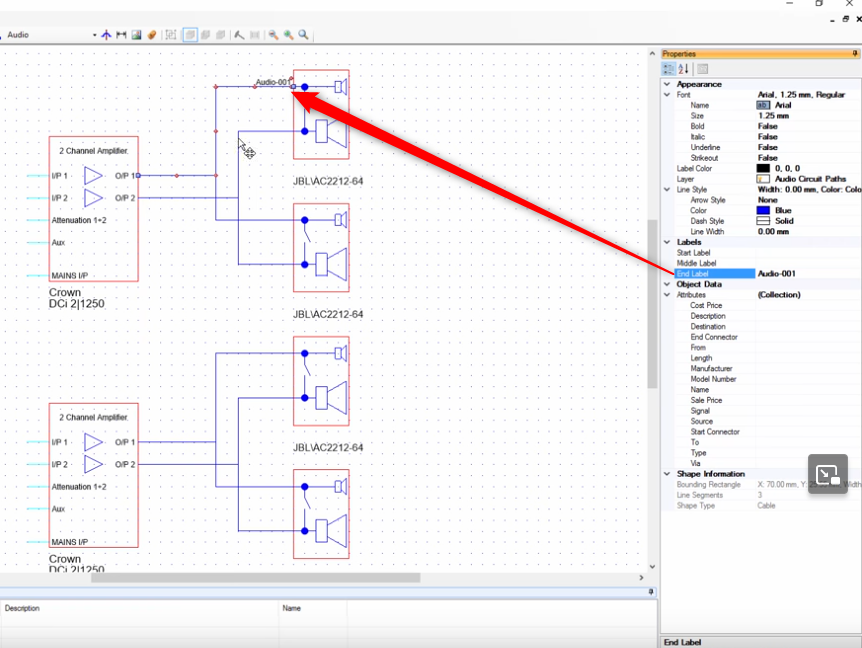 Audio
Audio-001
2 Channel Amplifier
I/P 1
O/P 1
I/P 2
O/P 2
Attenuation 1+2
Aux
MAINS I/P
Crown
DCi 2|1250
JBL\AC2212-64
JBL\AC2212-64
2 Channel Amplifier
I/P 1
O/P 1
I/P 2
O/P 2
Attenuation 1+2
Aux
MAINS I/P
Crown
DCi 2|1250
JBL\AC2212-64
Description
Name
Properties
Appearance
Font Arial, 1.25 mm, Regular
Name ab Arial
Size 1.25 mm
Bold False
Italic False
Underline False
Strikeout False
Label Color 0, 0, 0
Layer Audio Circuit Paths
Line Style Width: 0.00 mm, Color: Colo
Arrow Style None
Color Blue
Dash Style Solid
Line Width 0.00 mm
Labels
Start Label
Middle Label
End Label Audio-001
Object Data
Attributes (Collection)
Cost Price
Description
Destination
End Connector
From
Length
Manufacturer
Model Number
Name
Sale Price
Signal
Source
Start Connector
To
Type
Via
Shape Information
Bounding Rectangle X: 70.00 mm, Y: Width
Line Segments 3
Shape Type Cable
End Label